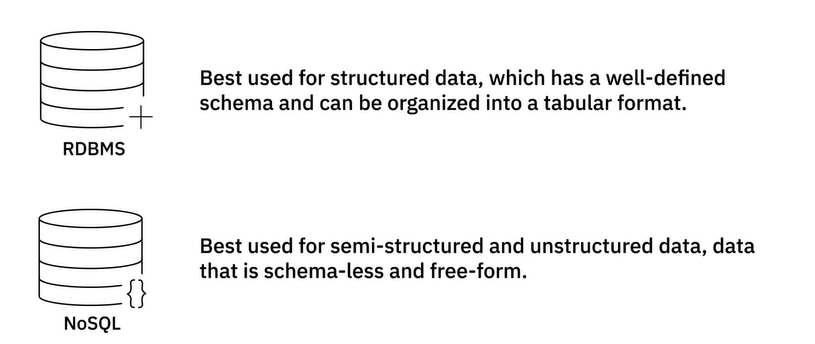 Best used for structured data, which has a well-defined
schema and can be organized into a tabular format.
RDBMS
Best used for semi-structured and unstructured data, data
that is schema-less and free-form.
{}
NoSQL